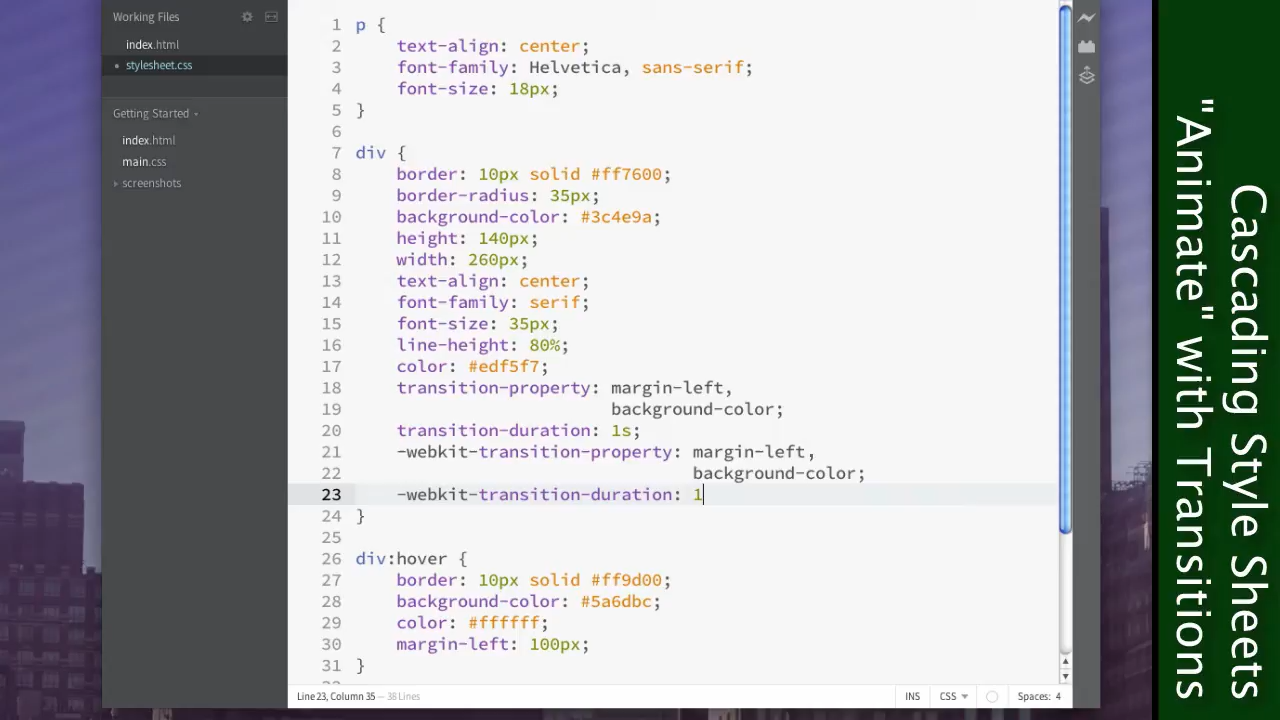 Working Files
index.html
stylesheet.css
Getting Started
index.html
main.css
screenshots
1 p {
2 text-align: center;
3 font-family: Helvetica, sans-serif;
4 font-size: 18px;
5 }
6
7 div {
8 border: 10px solid #ff7600;
9 border-radius: 35px;
10 background-color: #3c4e9a;
11 height: 140px;
12 width: 260px;
13 text-align: center;
14 font-family: serif;
15 font-size: 35px;
16 line-height: 80%;
17 color: #edf5f7;
18 transition-property: margin-left,
19 background-color;
20 transition-duration: 1s;
21 -webkit-transition-property: margin-left,
22 background-color;
23 -webkit-transition-duration: 1
24 }
25
26 div:hover {
27 border: 10px solid #ff9d00;
28 background-color: #5a6dbc;
29 color: #ffffff;
30 margin-left: 100px;
31 }
Line 23, Column 35 — 38 Lines
INS
CSS
Spaces: 4
Cascading Style Sheets
"Animate" with Transitions